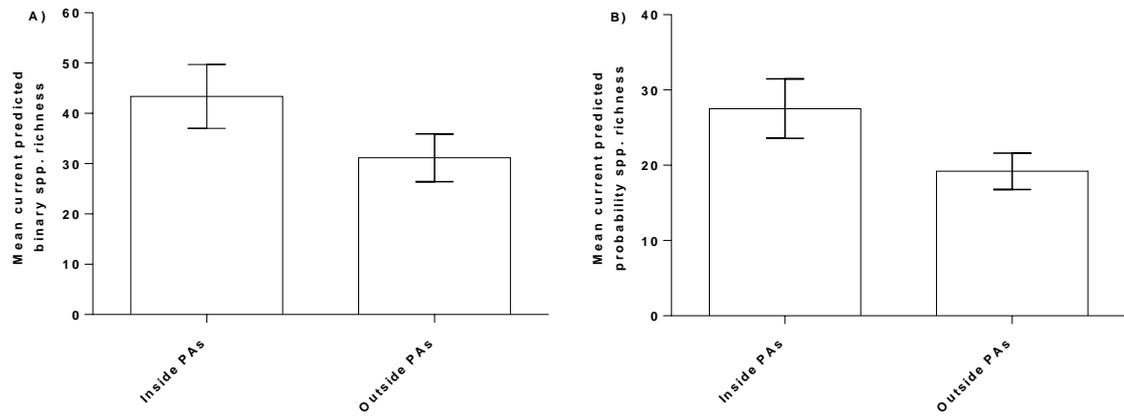 A)
Mean current predicted
binary spp. richness
60
50
40
30
20
10
0
Inside PAs
Outside PAs
B)
Mean current predicted
probability spp. richness
40
30
20
10
0
Inside PAs
Outside PAs